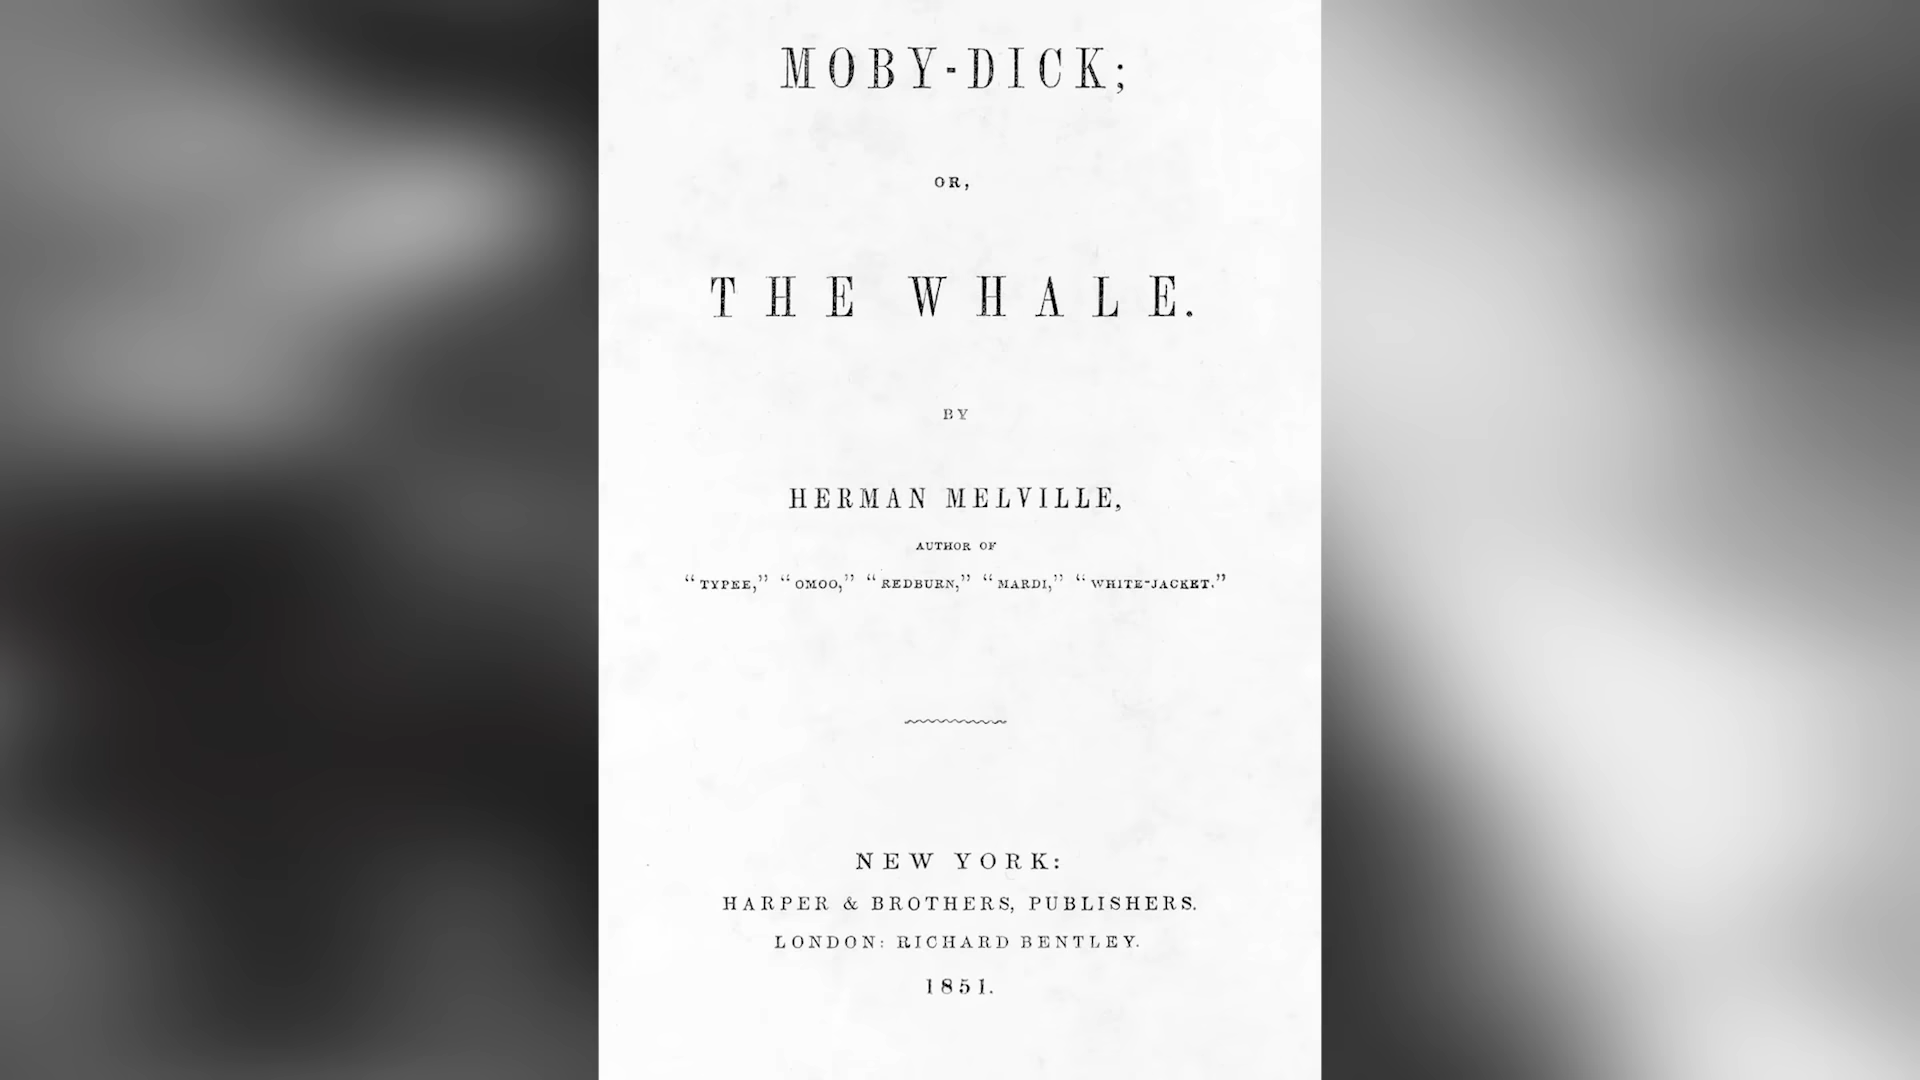 MOBY-DICK;
OR,
THE WHALE.
BY
HERMAN MELVILLE,
AUTHOR OF
“TYPEE,” “OMOO,” “REDBURN,” “MARDI,” “WHITE-JACKET.”
NEW YORK:
HARPER & BROTHERS, PUBLISHERS.
LONDON: RICHARD BENTLEY.
1851.